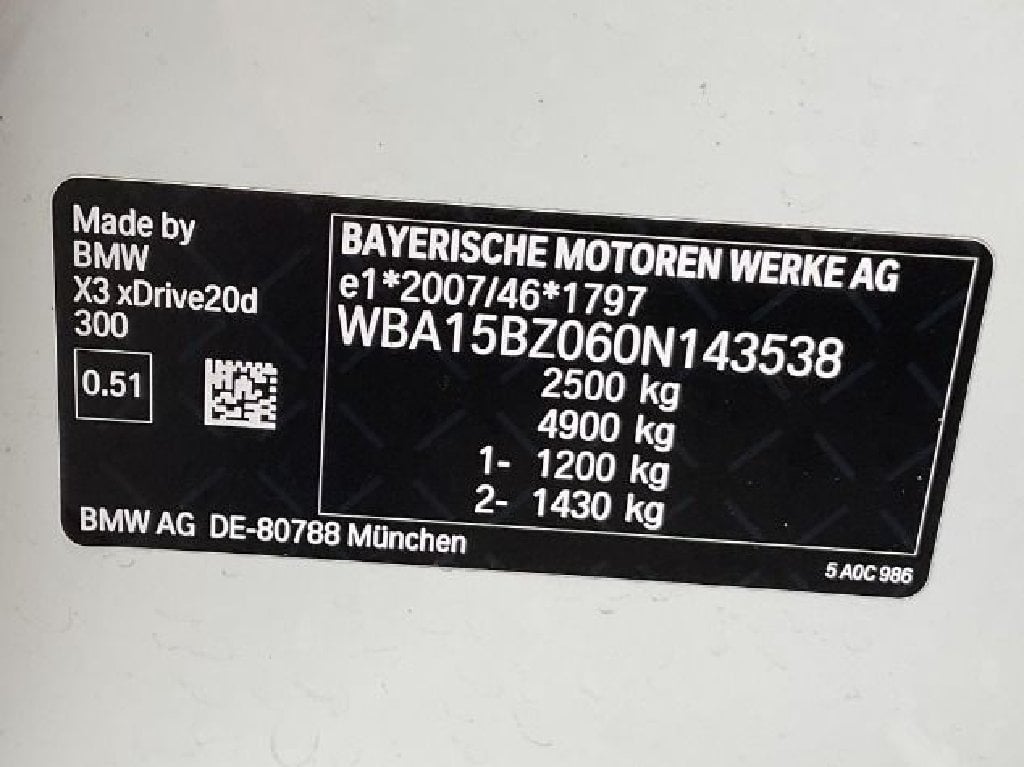 Made by
BMW
X3 xDrive20d
300
0.51
BAYERISCHE MOTOREN WERKE AG
e1*2007/46*1797
WBA15BZ060N143538
2500 kg
4900 kg
1- 1200 kg
2- 1430 kg
BMW AG DE-80788 München
5 A0C 986